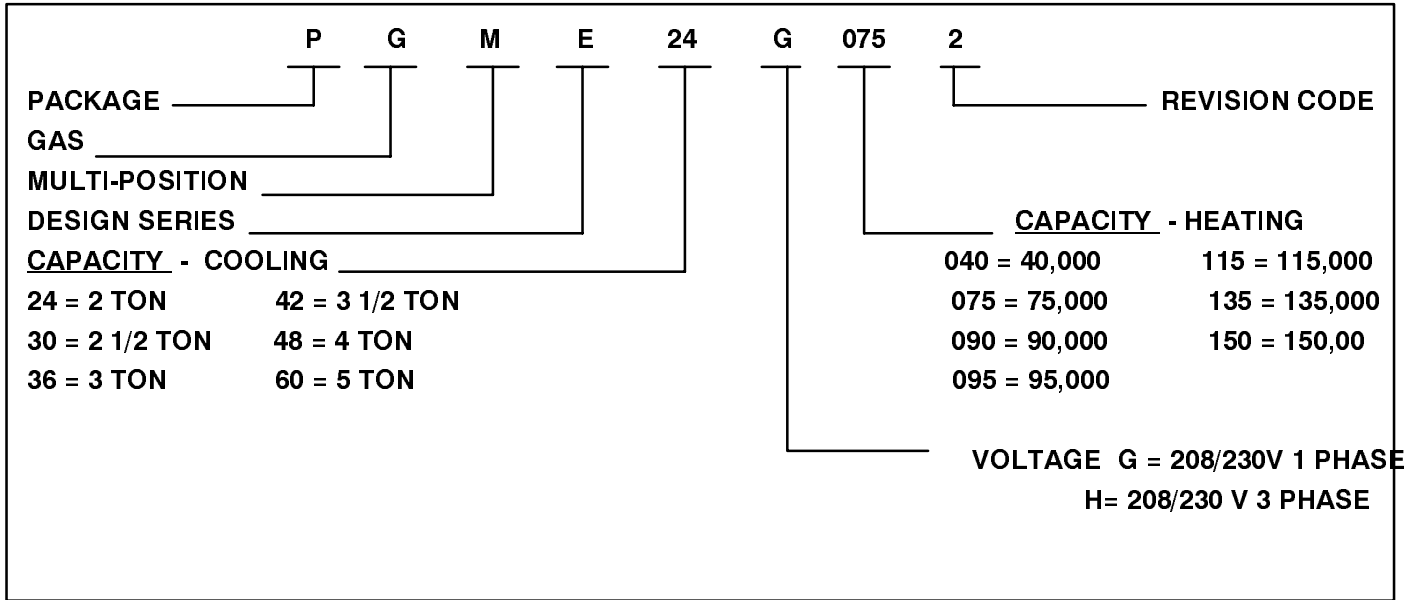 P G M E 24 G 075 2
PACKAGE REVISION CODE
GAS
MULTI-POSITION
DESIGN SERIES CAPACITY - HEATING
CAPACITY - COOLING 040 = 40,000 115 = 115,000
24 = 2 TON 42 = 3 1/2 TON 075 = 75,000 135 = 135,000
30 = 2 1/2 TON 48 = 4 TON 090 = 90,000 150 = 150,00
36 = 3 TON 60 = 5 TON 095 = 95,000
VOLTAGE G = 208/230V 1 PHASE
H= 208/230 V 3 PHASE